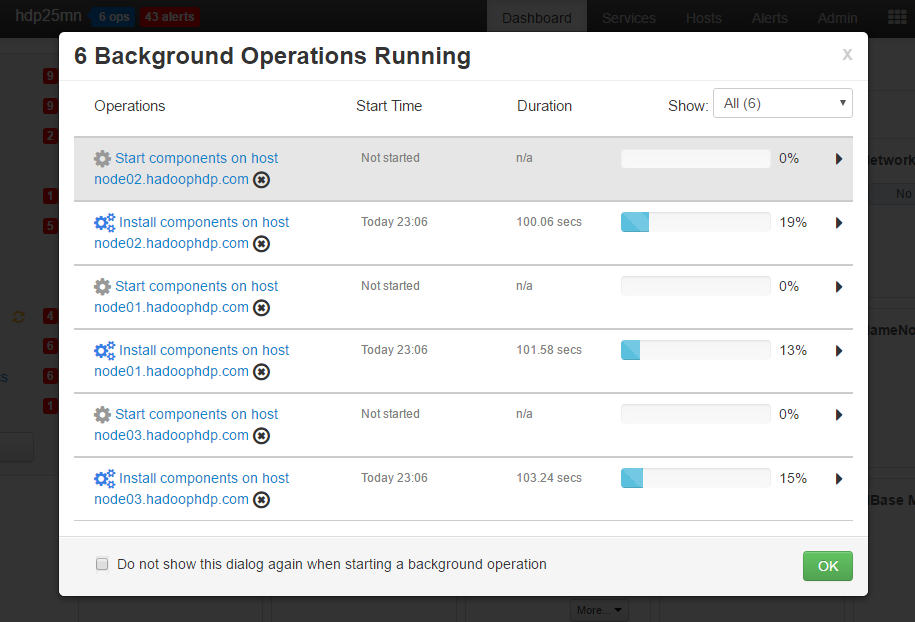 hdp25mn 6 ops 43 alerts Dashboard Services Hosts Alerts Admin
6 Background Operations Running X
Operations Start Time Duration Show: All (6)
Start components on host Not started n/a 0%
node02.hadoophdp.com
Install components on host Today 23:06 100.06 secs 19%
node02.hadoophdp.com
Start components on host Not started n/a 0%
node01.hadoophdp.com
Install components on host Today 23:06 101.58 secs 13%
node01.hadoophdp.com
Start components on host Not started n/a 0%
node03.hadoophdp.com
Install components on host Today 23:06 103.24 secs 15%
node03.hadoophdp.com
Do not show this dialog again when starting a background operation OK
9
9
2
1
5
4
6
6
1
s
etwork
No
ameNo
Base M
More...